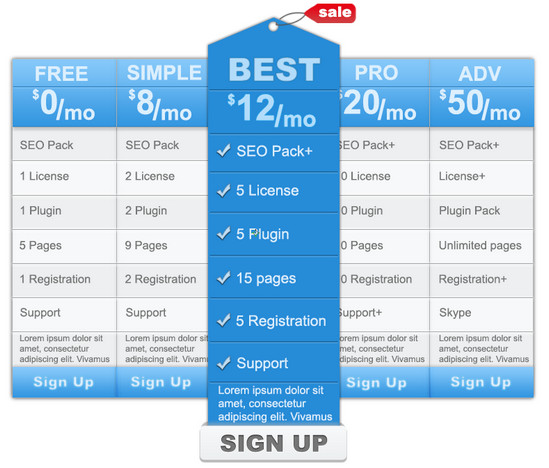 sale
FREE
$0/mo
SEO Pack
1 License
1 Plugin
5 Pages
1 Registration
Support
Lorem ipsum dolor sit
amet, consectetur
adipiscing elit. Vivamus
Sign Up
SIMPLE
$8/mo
SEO Pack
2 License
2 Plugin
9 Pages
2 Registration
Support
Lorem ipsum dolor sit
amet, consectetur
adipiscing elit. Vivamus
Sign Up
BEST
$12/mo
SEO Pack+
5 License
5 Plugin
15 pages
5 Registration
Support
Lorem ipsum dolor sit
amet, consectetur
adipiscing elit. Vivamus
SIGN UP
PRO
20/mo
SEO Pack+
0 License
0 Plugin
0 Pages
0 Registration
Support+
Lorem ipsum dolor sit
amet, consectetur
adipiscing elit. Vivamus
Sign Up
ADV
$50/mo
SEO Pack+
License+
Plugin Pack
Unlimited pages
Registration+
Skype
Lorem ipsum dolor sit
amet, consectetur
adipiscing elit. Vivamus
Sign Up